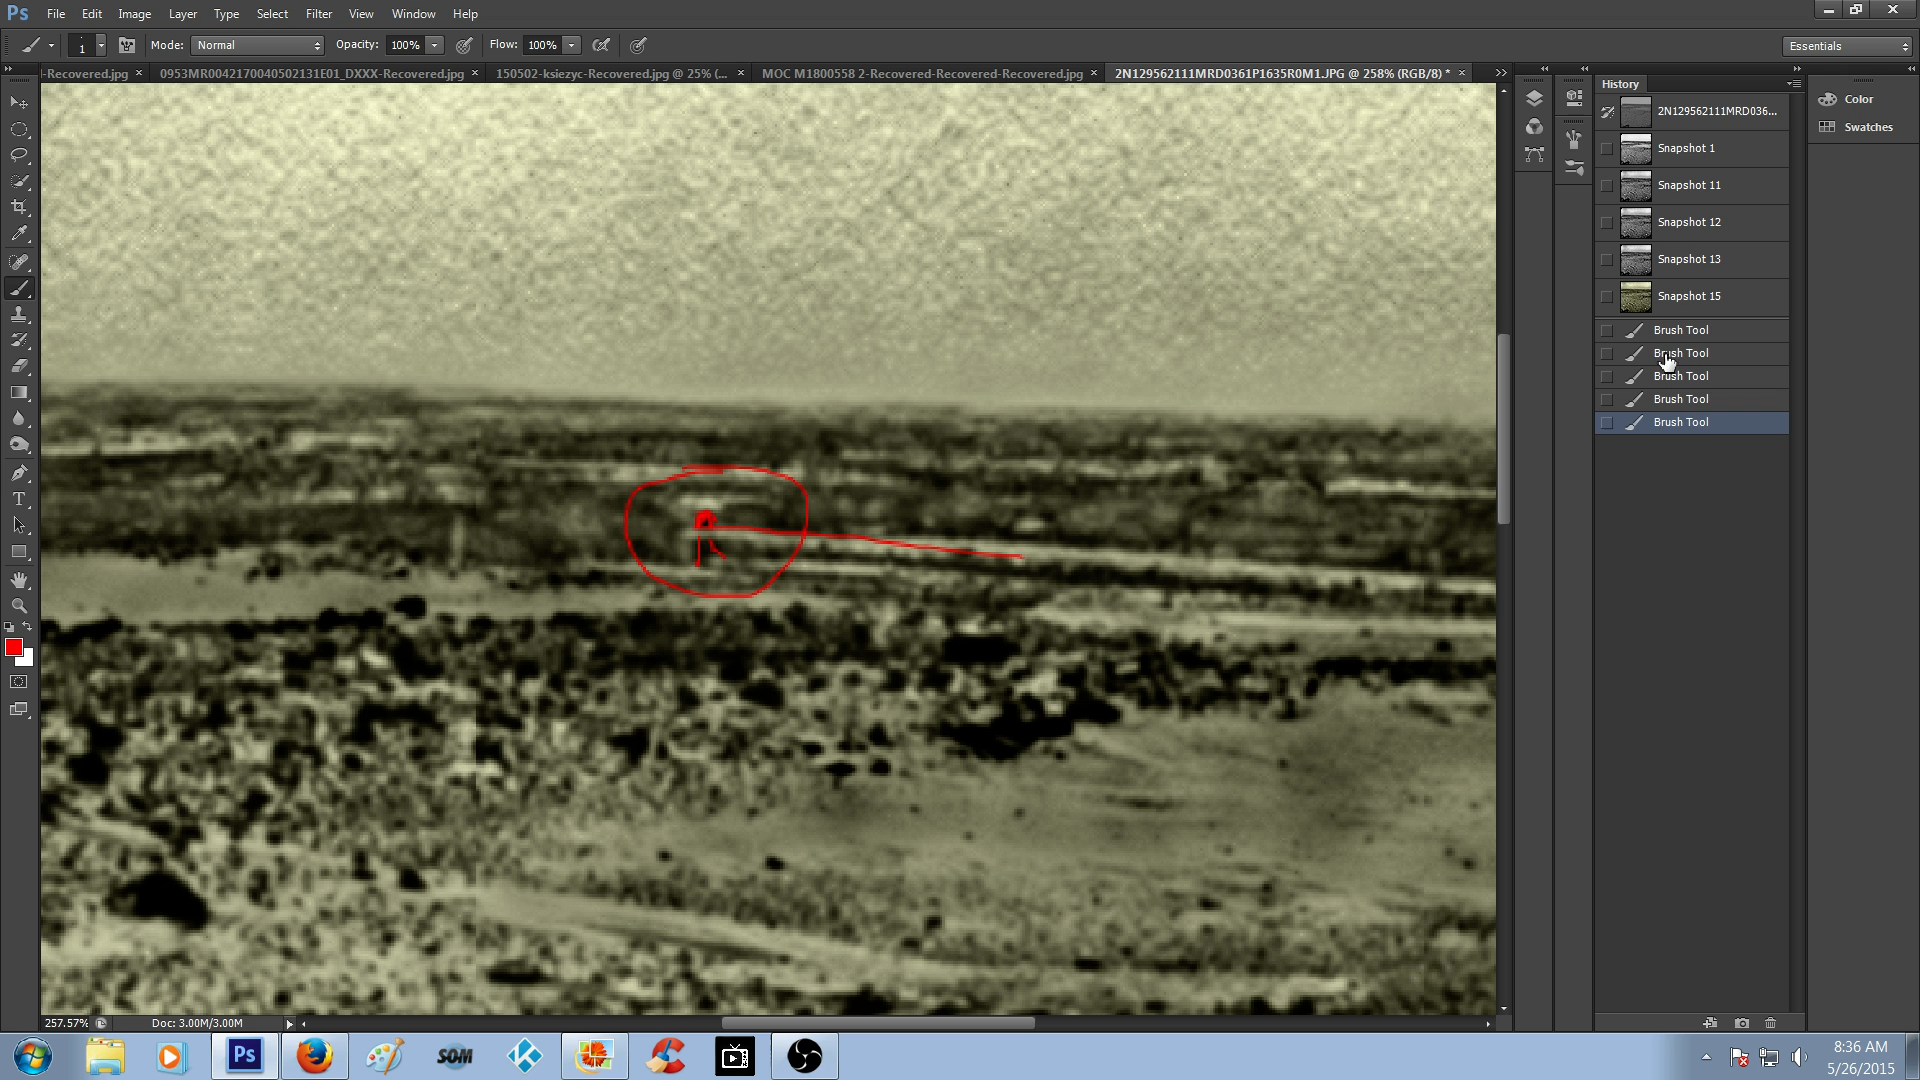 Ps File Edit Image Layer Type Select Filter View Window Help
1 Mode: Normal Opacity: 100% Flow: 100% Essentials
l-Recovered.jpg × 0953MR0042170040502131E01_DXXX-Recovered.jpg × 150502-ksiezyc-Recovered.jpg @ 25% (... × MOC M1800558 2-Recovered-Recovered-Recovered.jpg × 2N129562111MRD0361P1635R0M1.JPG @ 258% (RGB/8) * ×
History
2N129562111MRD036...
Snapshot 1
Snapshot 11
Snapshot 12
Snapshot 13
Snapshot 15
Brush Tool
Brush Tool
Brush Tool
Brush Tool
Brush Tool
Color
Swatches
T
257.57% Doc: 3.00M/3.00M
Ps SOM
8:36 AM
5/26/2015